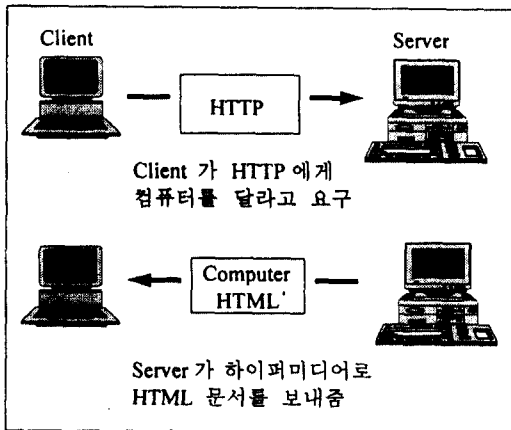 Client
Server
HTTP
Client 가 HTTP 에게
컴퓨터를 달라고 요구
Computer
HTML'
Server 가 하이퍼미디어로
HTML 문서를 보내줌